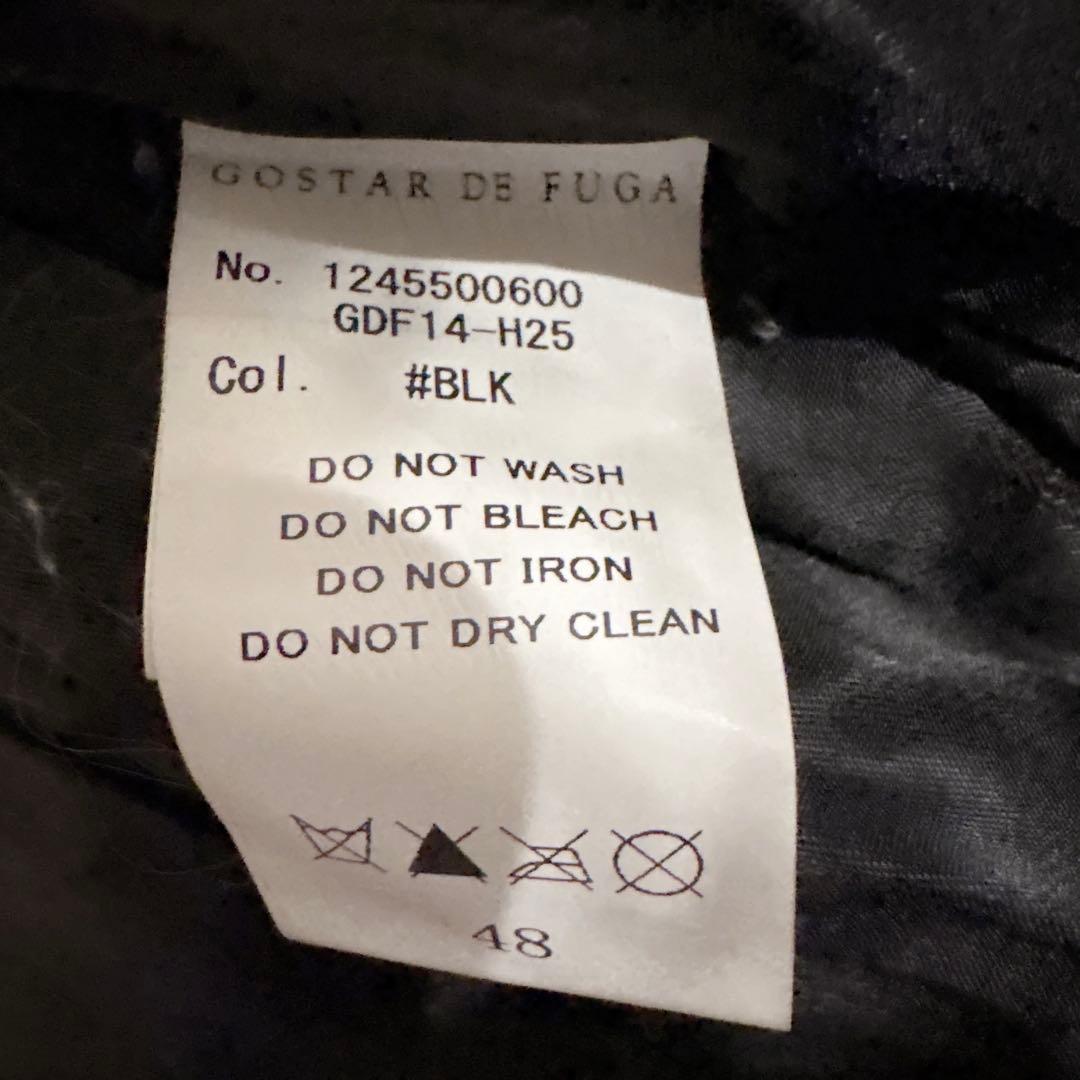 GOSTAR DE FUGA
No. 1245500600
GDF14-H25
Col. #BLK
DO NOT WASH
DO NOT BLEACH
DO NOT IRON
DO NOT DRY CLEAN
48